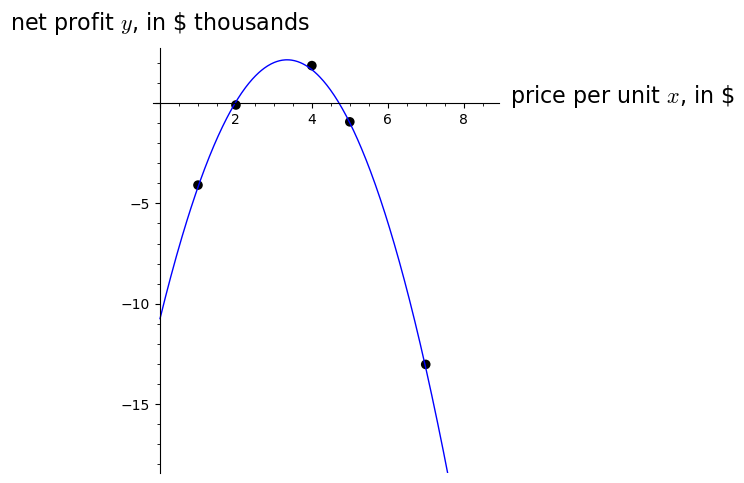 net profit y, in $ thousands
price per unit x, in $
2 4 6 8
−5
−10
−15